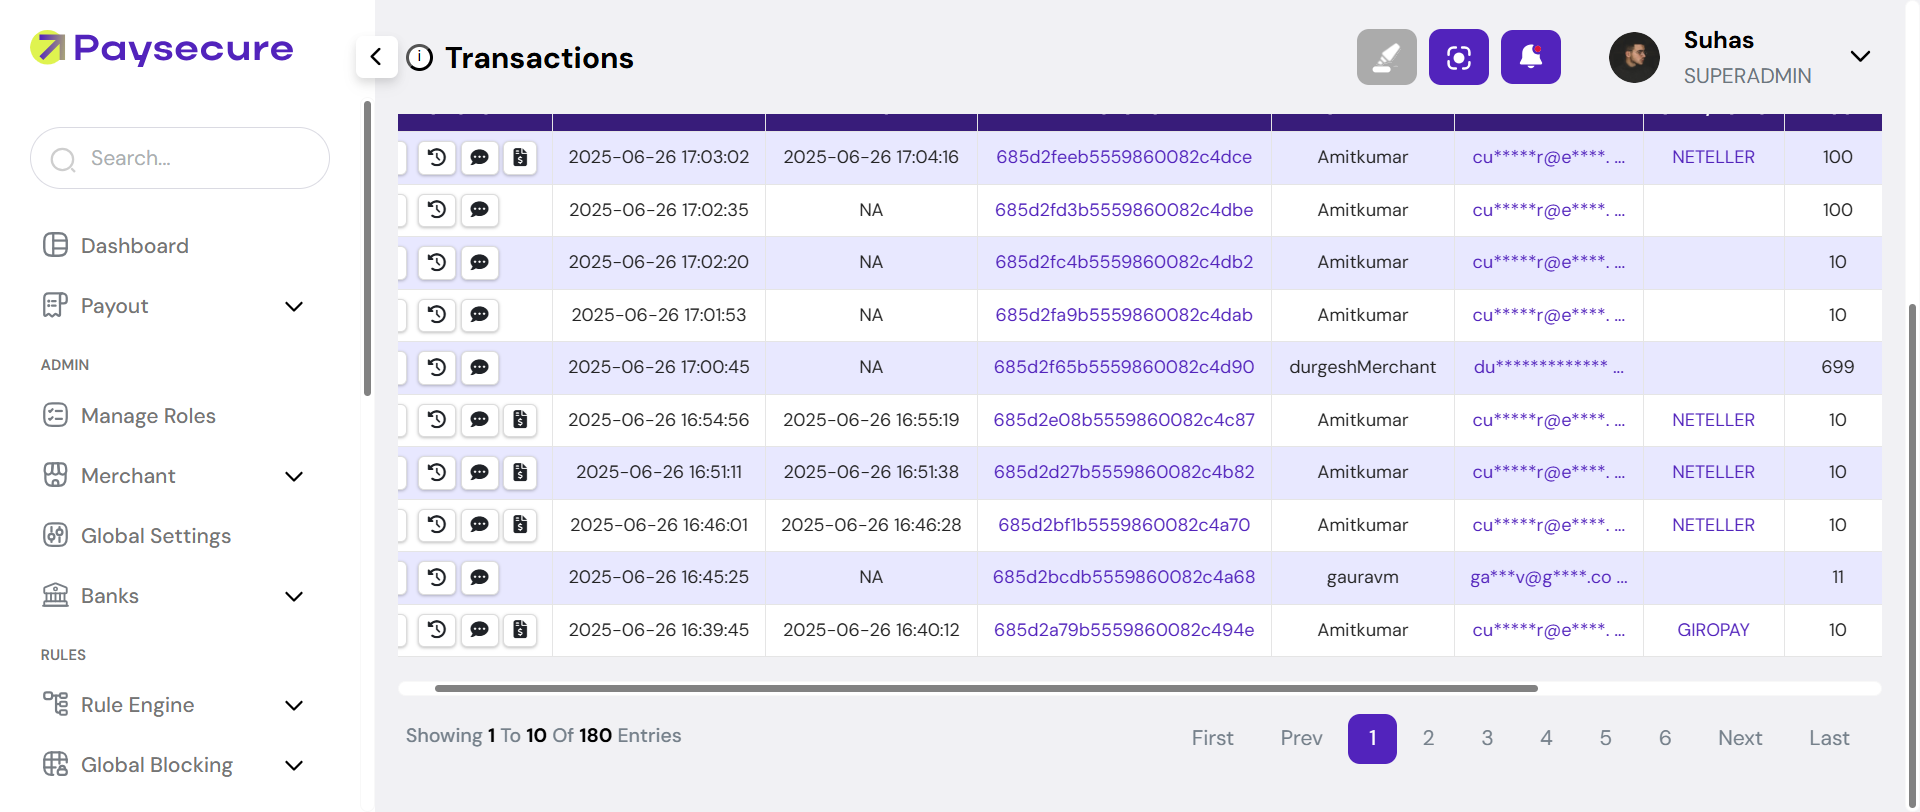 Paysecure
Transactions
Suhas
SUPERADMIN
Search...
Dashboard
Payout
ADMIN
Manage Roles
Merchant
Global Settings
Banks
RULES
Rule Engine
Global Blocking
2025-06-26 17:03:02 2025-06-26 17:04:16 685d2feeb5559860082c4dce Amitkumar cu*****r@e****. ... NETELLER 100
2025-06-26 17:02:35 NA 685d2fd3b5559860082c4dbe Amitkumar cu*****r@e****. ... 100
2025-06-26 17:02:20 NA 685d2fc4b5559860082c4db2 Amitkumar cu*****r@e****. ... 10
2025-06-26 17:01:53 NA 685d2fa9b5559860082c4dab Amitkumar cu*****r@e****. ... 10
2025-06-26 17:00:45 NA 685d2f65b5559860082c4d90 durgeshMerchant du************* ... 699
2025-06-26 16:54:56 2025-06-26 16:55:19 685d2e08b5559860082c4c87 Amitkumar cu*****r@e****. ... NETELLER 10
2025-06-26 16:51:11 2025-06-26 16:51:38 685d2d27b5559860082c4b82 Amitkumar cu*****r@e****. ... NETELLER 10
2025-06-26 16:46:01 2025-06-26 16:46:28 685d2bf1b5559860082c4a70 Amitkumar cu*****r@e****. ... NETELLER 10
2025-06-26 16:45:25 NA 685d2bcdb5559860082c4a68 gauravm ga***v@g****.co ... 11
2025-06-26 16:39:45 2025-06-26 16:40:12 685d2a79b5559860082c494e Amitkumar cu*****r@e****. ... GIROPAY 10
Showing 1 To 10 Of 180 Entries
First Prev 1 2 3 4 5 6 Next Last